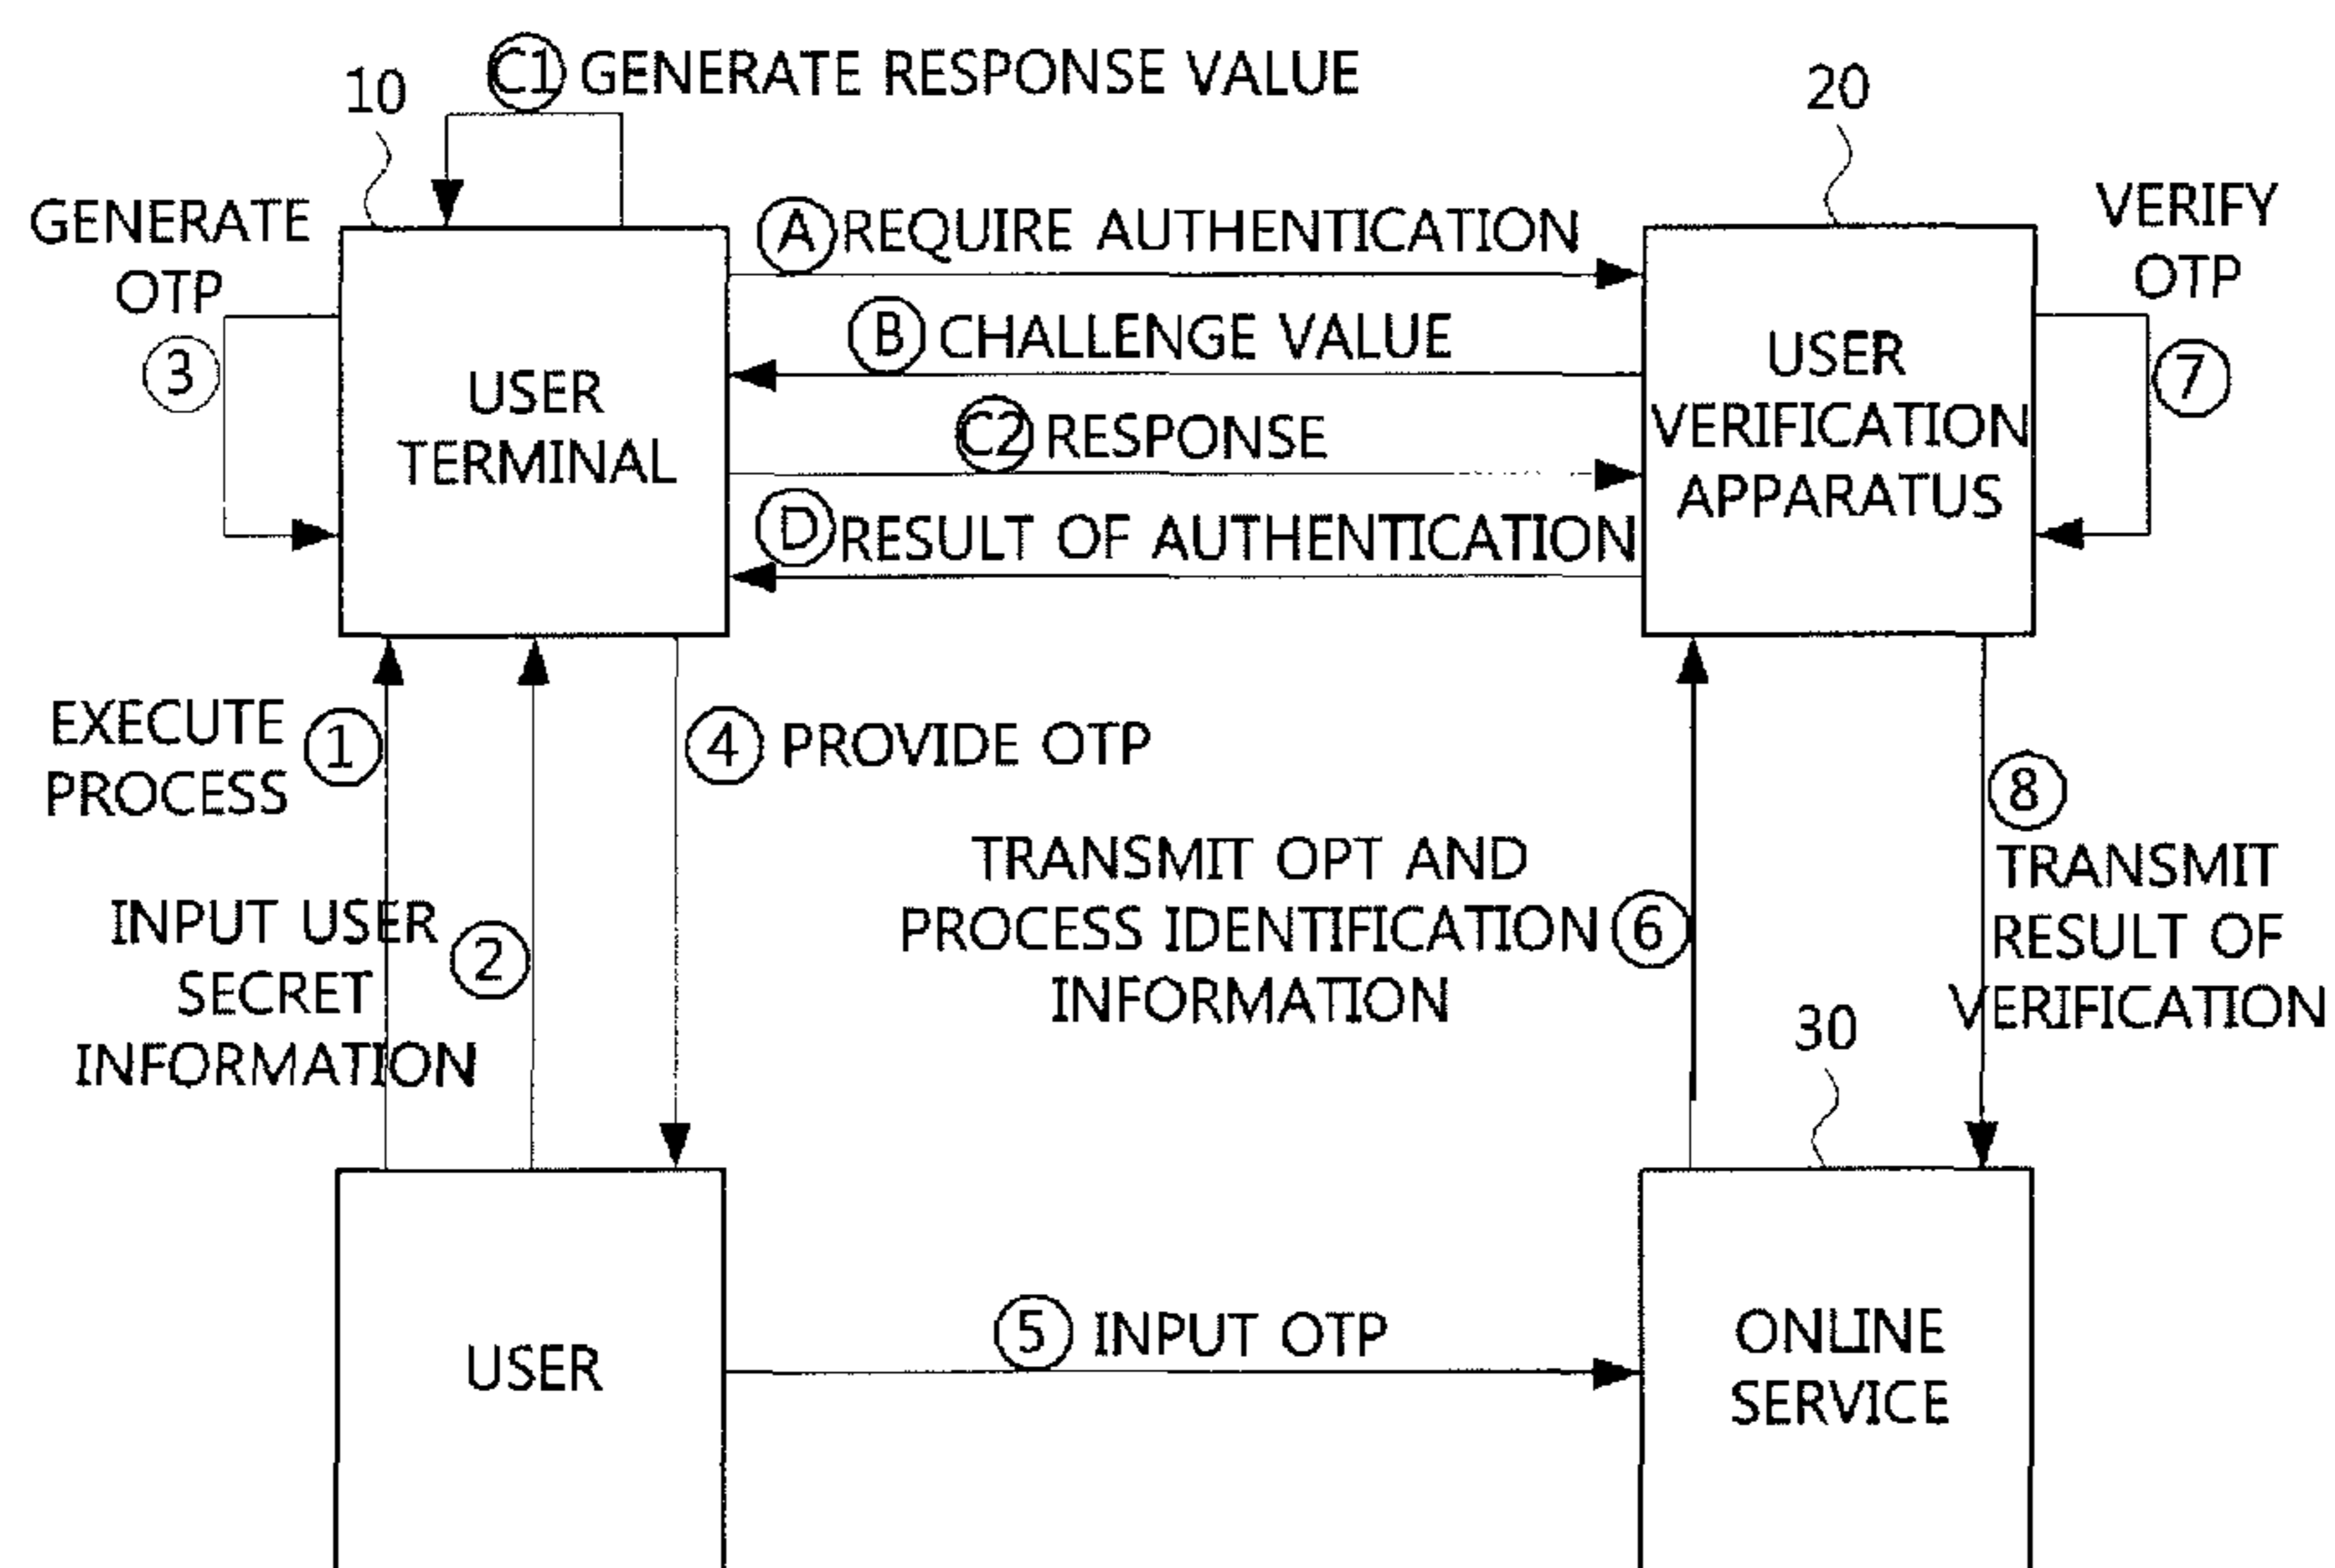 C1 GENERATE RESPONSE VALUE
10
20
GENERATE
OTP
3
A REQUIRE AUTHENTICATION
B CHALLENGE VALUE
C2 RESPONSE
D RESULT OF AUTHENTICATION
VERIFY
OTP
7
USER
TERMINAL
USER
VERIFICATION
APPARATUS
EXECUTE
PROCESS
1
INPUT USER
SECRET
INFORMATION
2
4 PROVIDE OTP
TRANSMIT OPT AND
PROCESS IDENTIFICATION
INFORMATION
6
8
TRANSMIT
RESULT OF
VERIFICATION
30
USER
5 INPUT OTP
ONLINE
SERVICE